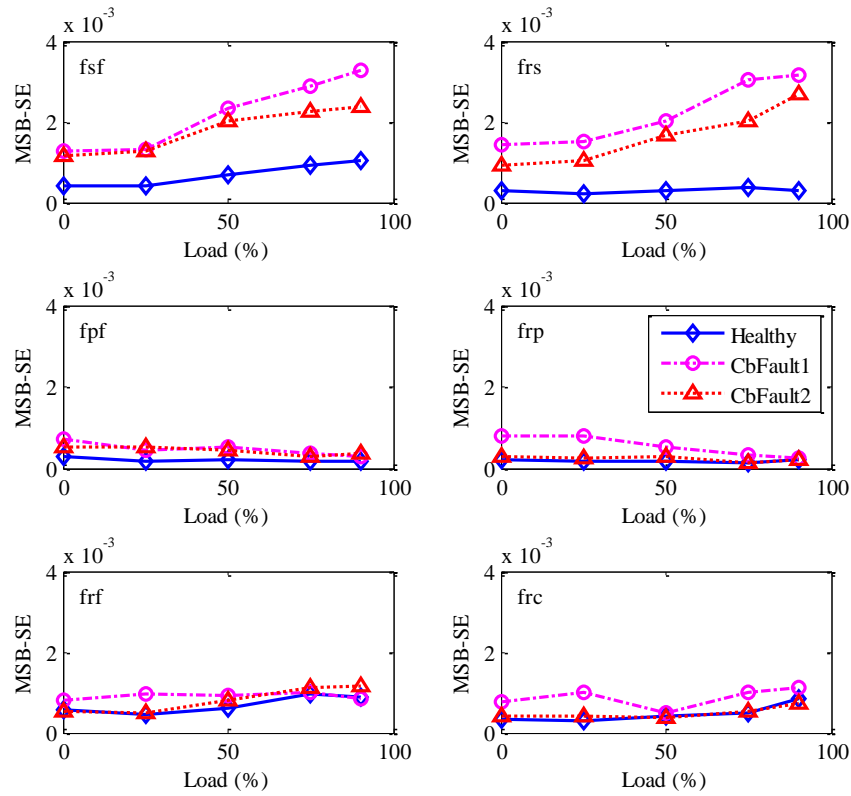 x 10^-3
4
2
0
MSB-SE
fsf
0
50
100
Load (%)
x 10^-3
4
2
0
MSB-SE
frs
0
50
100
Load (%)
x 10^-3
4
2
0
MSB-SE
fpf
0
50
100
Load (%)
x 10^-3
4
2
0
MSB-SE
frp
Healthy
CbFault1
CbFault2
0
50
100
Load (%)
x 10^-3
4
2
0
MSB-SE
frf
0
50
100
Load (%)
x 10^-3
4
2
0
MSB-SE
frc
0
50
100
Load (%)